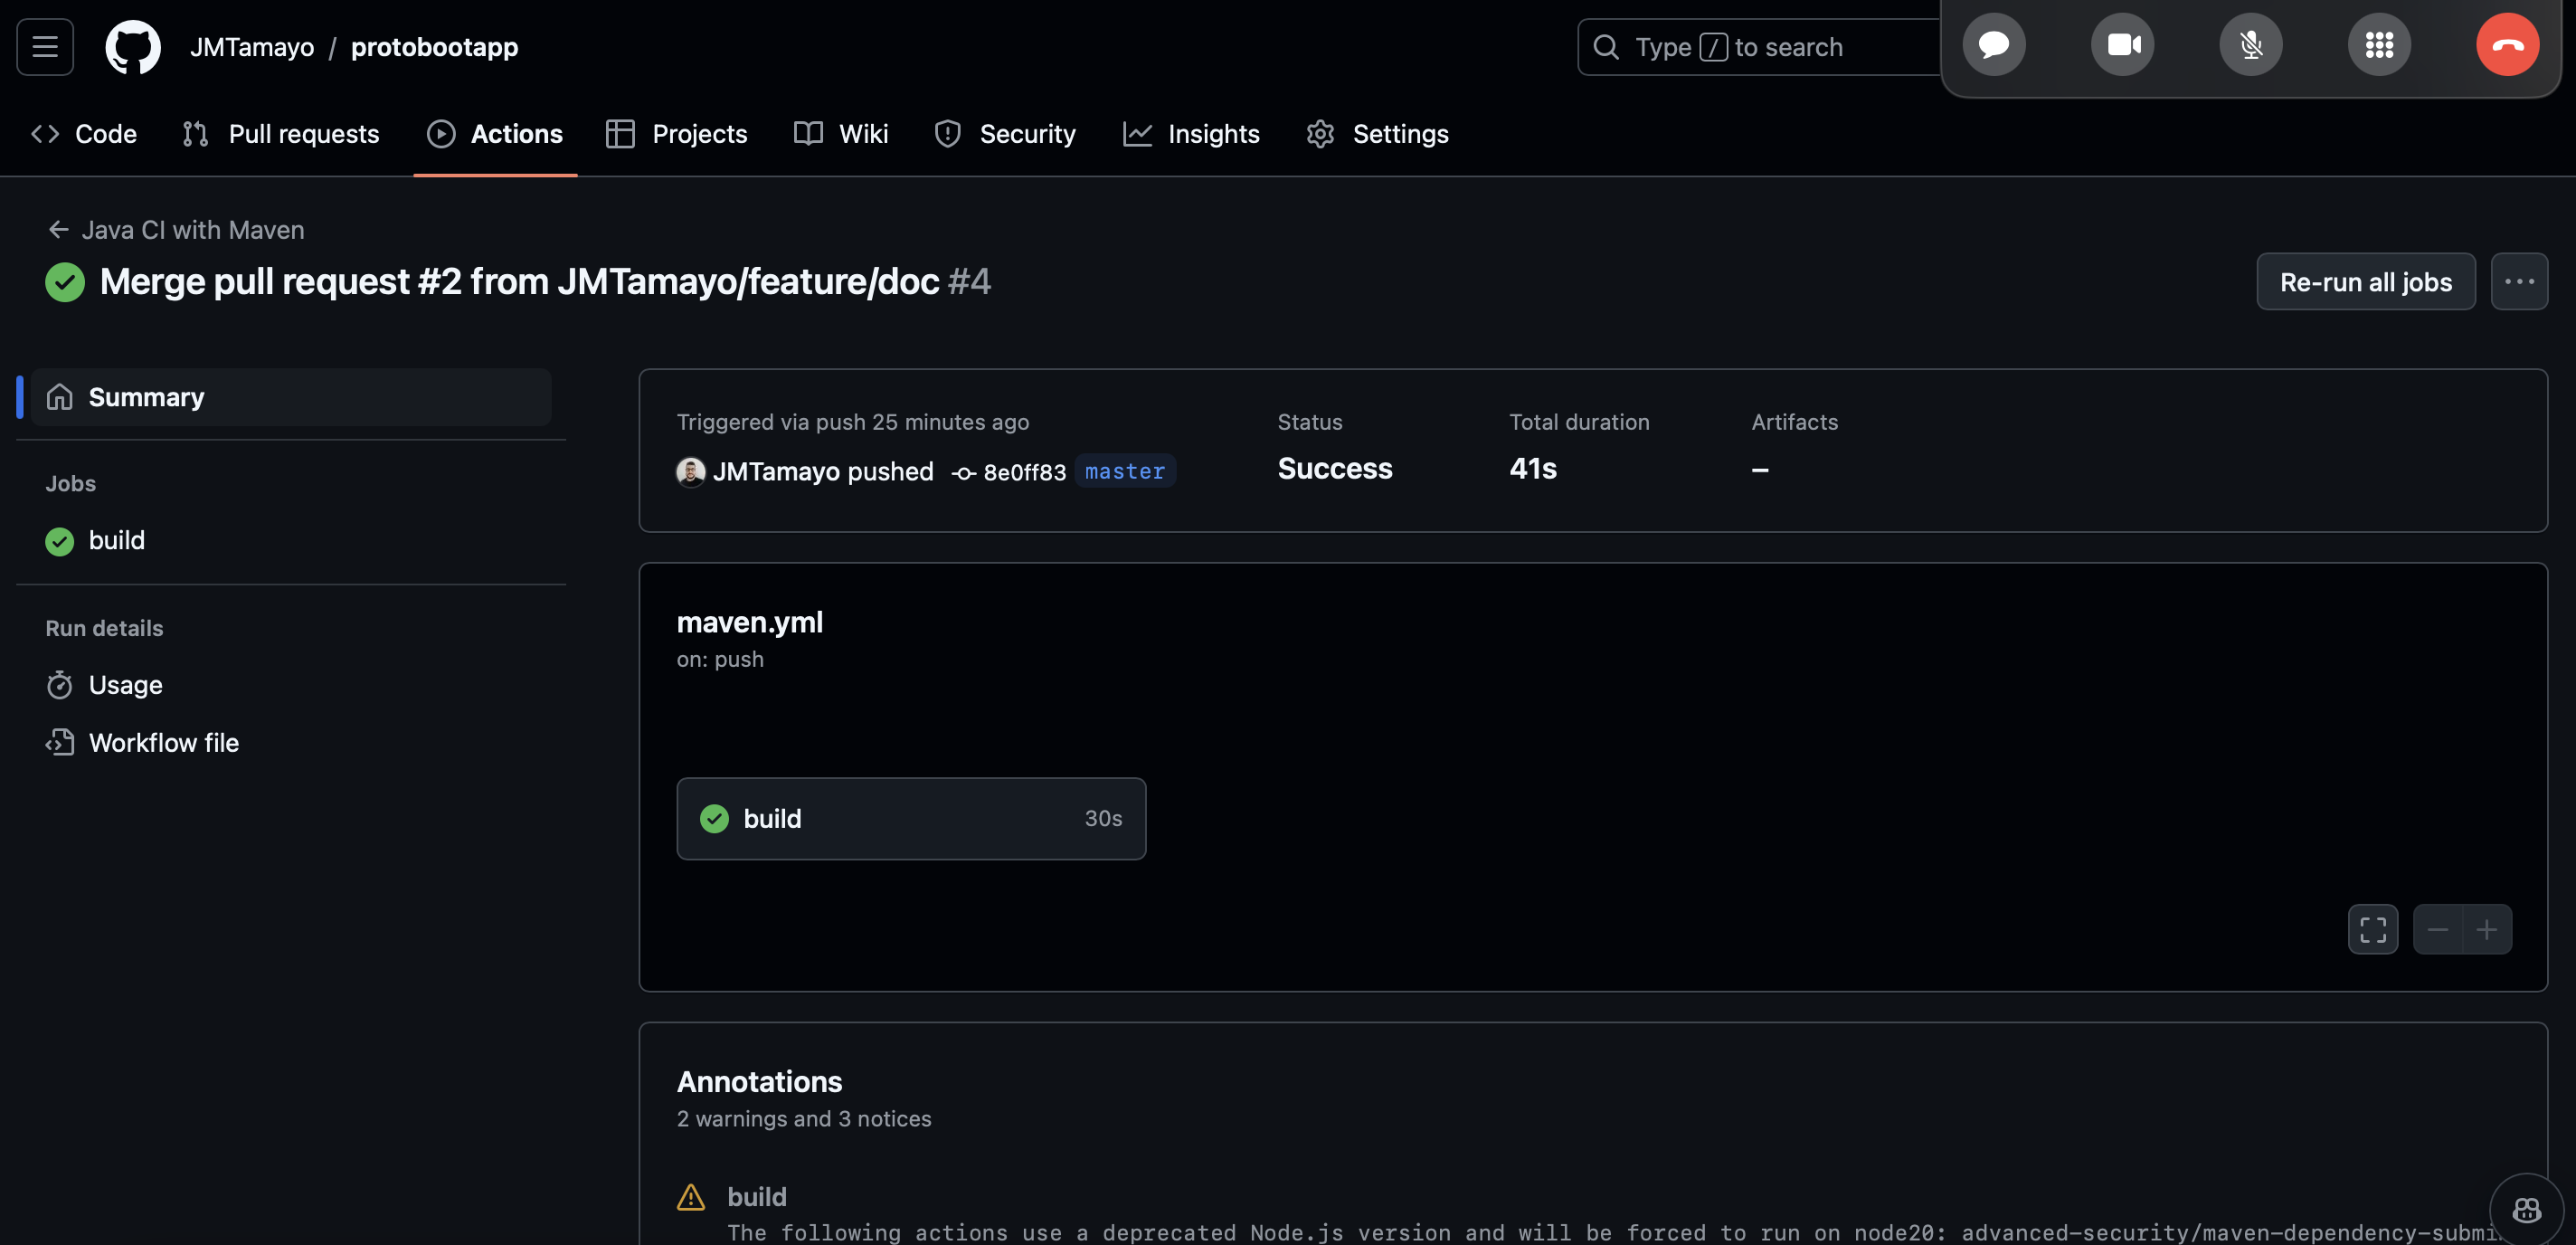 JMTamayo / protobootapp
Type / to search
Code Pull requests Actions Projects Wiki Security Insights Settings
Java CI with Maven
Merge pull request #2 from JMTamayo/feature/doc #4
Re-run all jobs
Summary
Jobs
build
Run details
Usage
Workflow file
Triggered via push 25 minutes ago Status Total duration Artifacts
JMTamayo pushed 8e0ff83 master Success 41s –
maven.yml
on: push
build 30s
Annotations
2 warnings and 3 notices
build
The following actions use a deprecated Node.js version and will be forced to run on node20: advanced-security/maven-dependency-submi